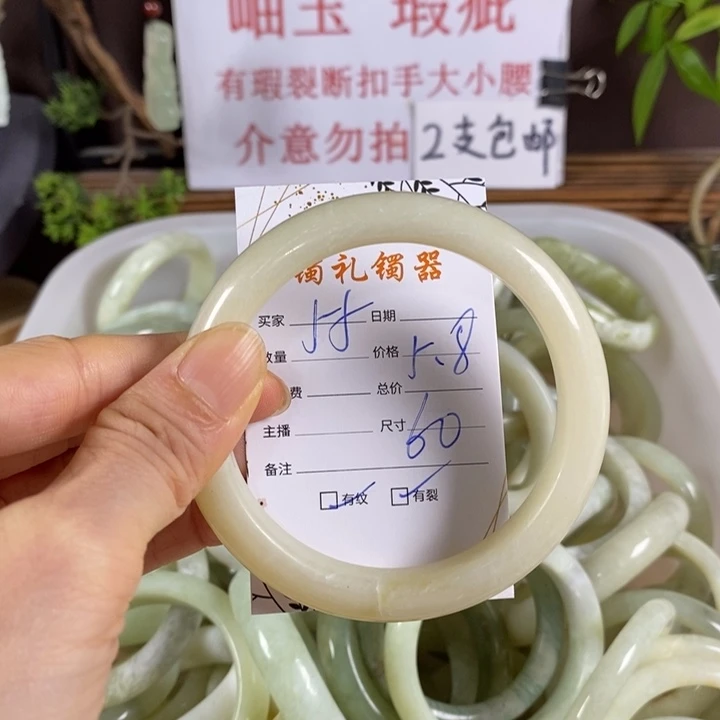 岫玉 瑕疵
有瑕裂断扣手大小腰
介意勿拍 2支包邮
镯礼镯器
买家 日期
数量 价格 5.8
费 总价
主播 尺寸 60
备注
有纹 有裂